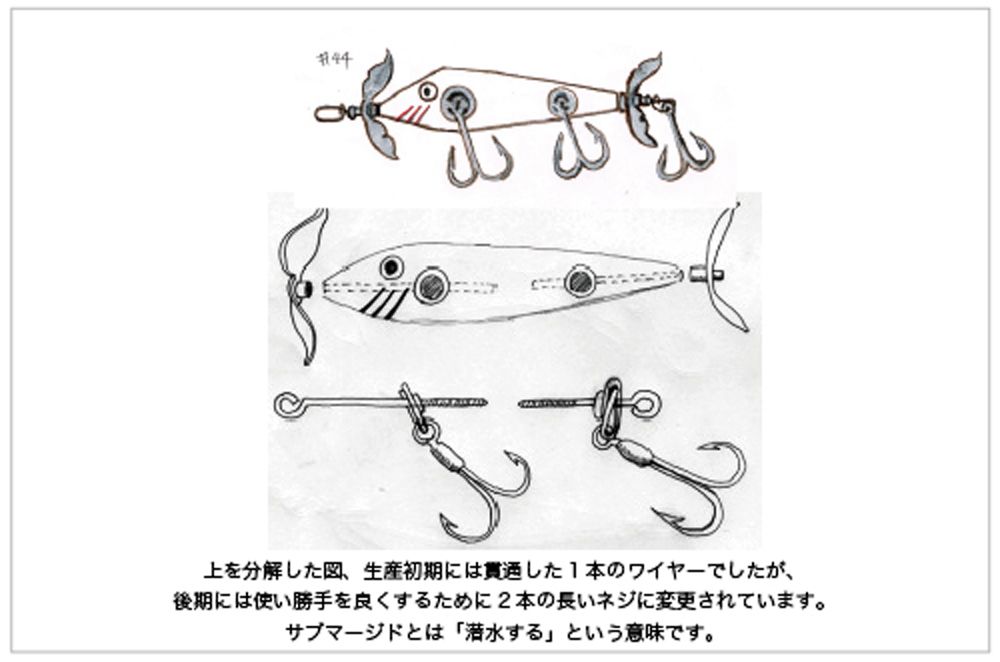 #44
上を分解した図、生産初期には貫通した1本のワイヤーでしたが、
後期には使い勝手を良くするために2本の長いネジに変更されています。
サブマージドとは「潜水する」という意味です。